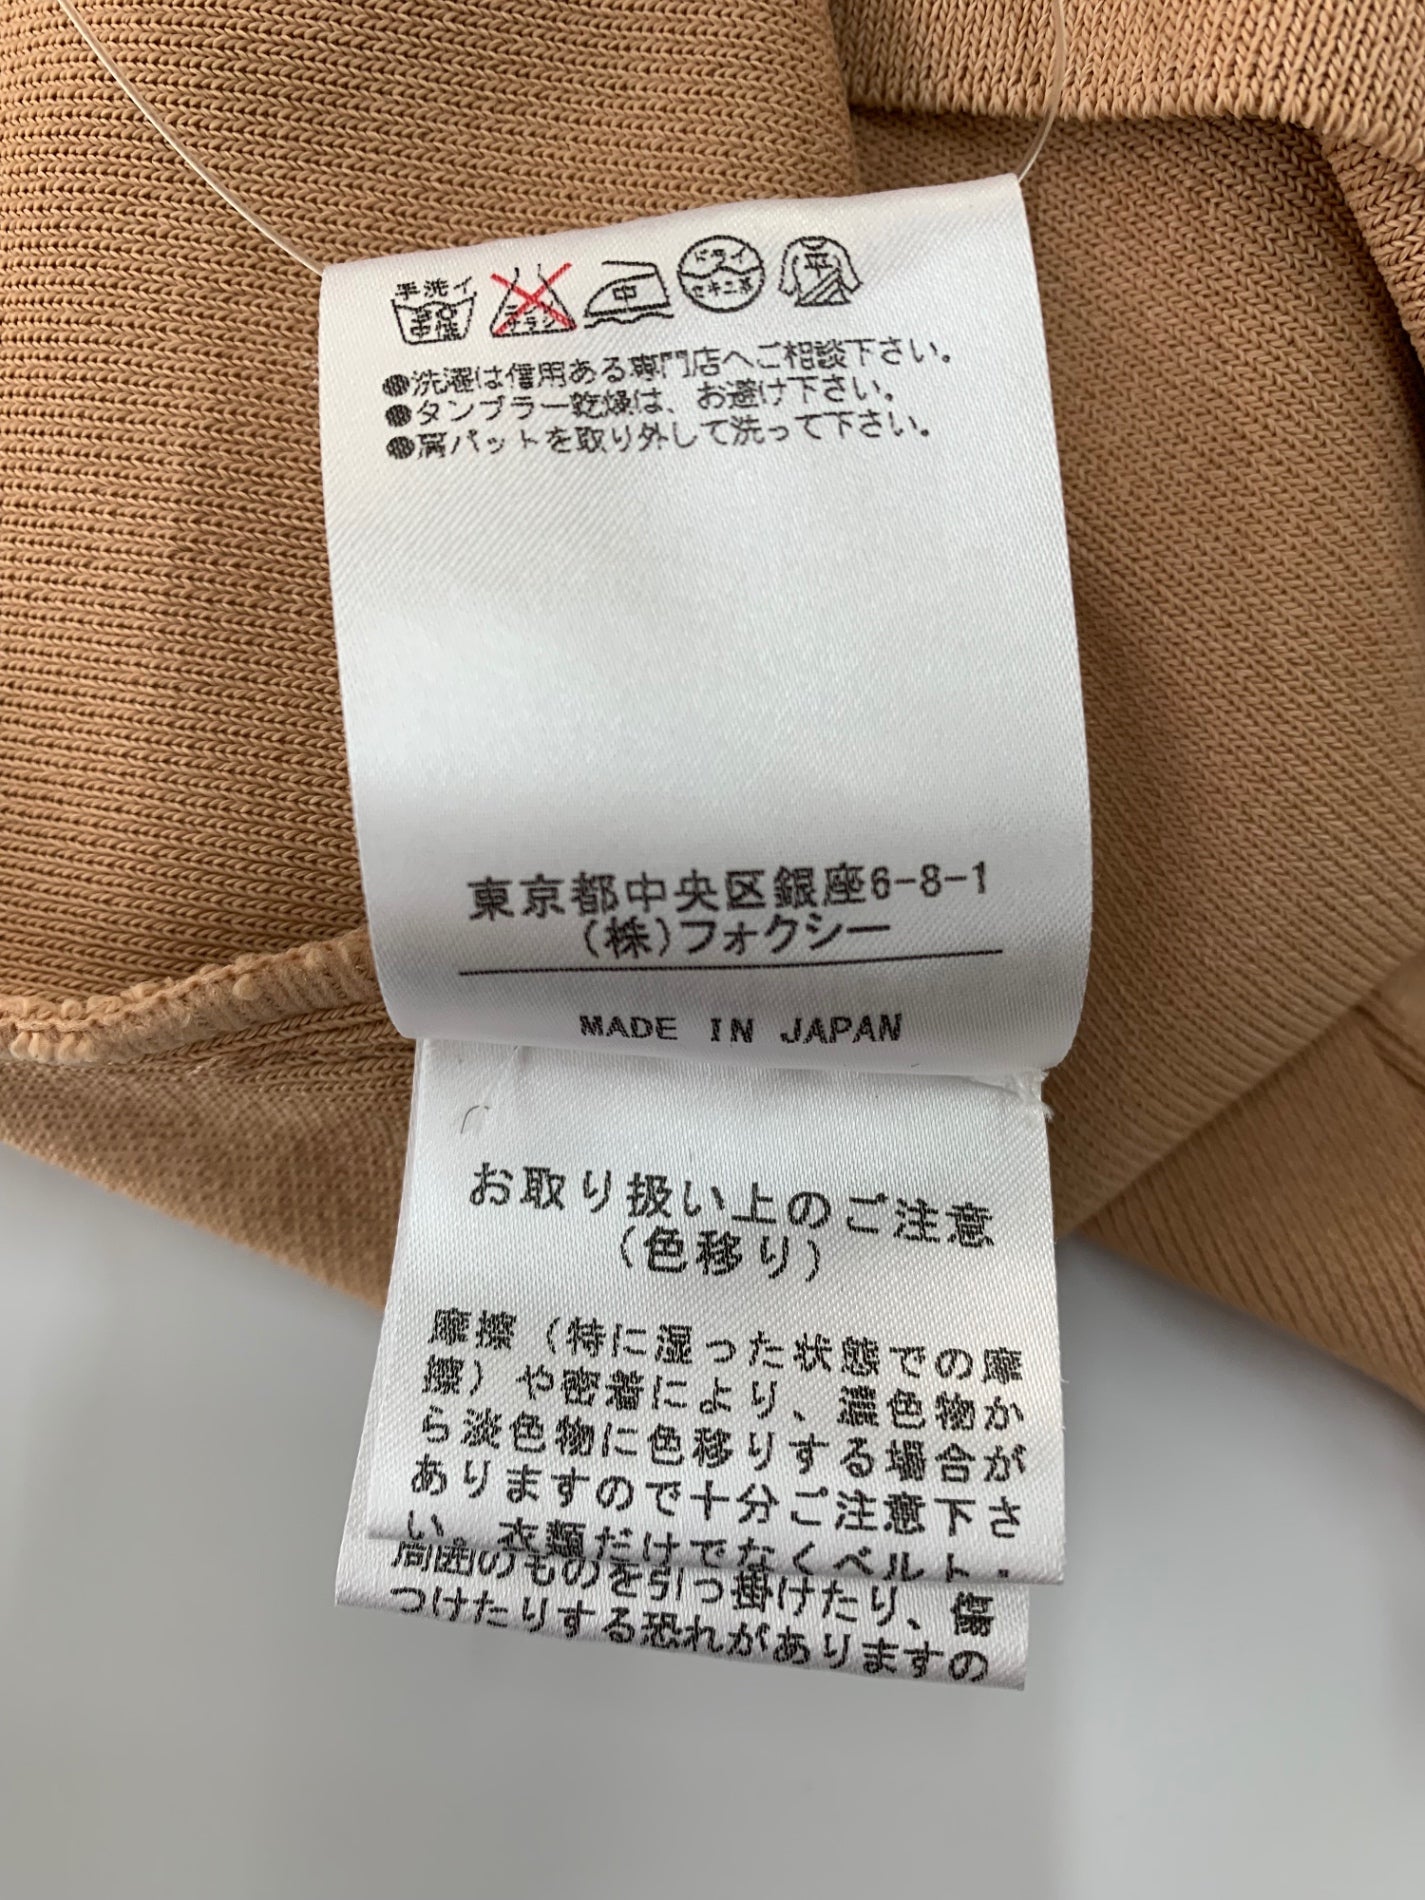 手洗イ
中性
中
ドライ
セキユ系
平
●洗濯は信用ある専門店へご相談下さい。
●タンブラー乾燥は、お避け下さい。
●肩パットを取り外して洗って下さい。
東京都中央区銀座6-8-1
(株)フォクシー
MADE IN JAPAN
お取り扱い上のご注意
(色移り)
摩擦(特に湿った状態での摩
擦)や密着により、濃色物か
ら淡色物に色移りする場合が
ありますので十分ご注意下さ
い。衣類だけでなくベルト・
周囲のものを引っ掛けたり、傷
つけたりする恐れがありますの